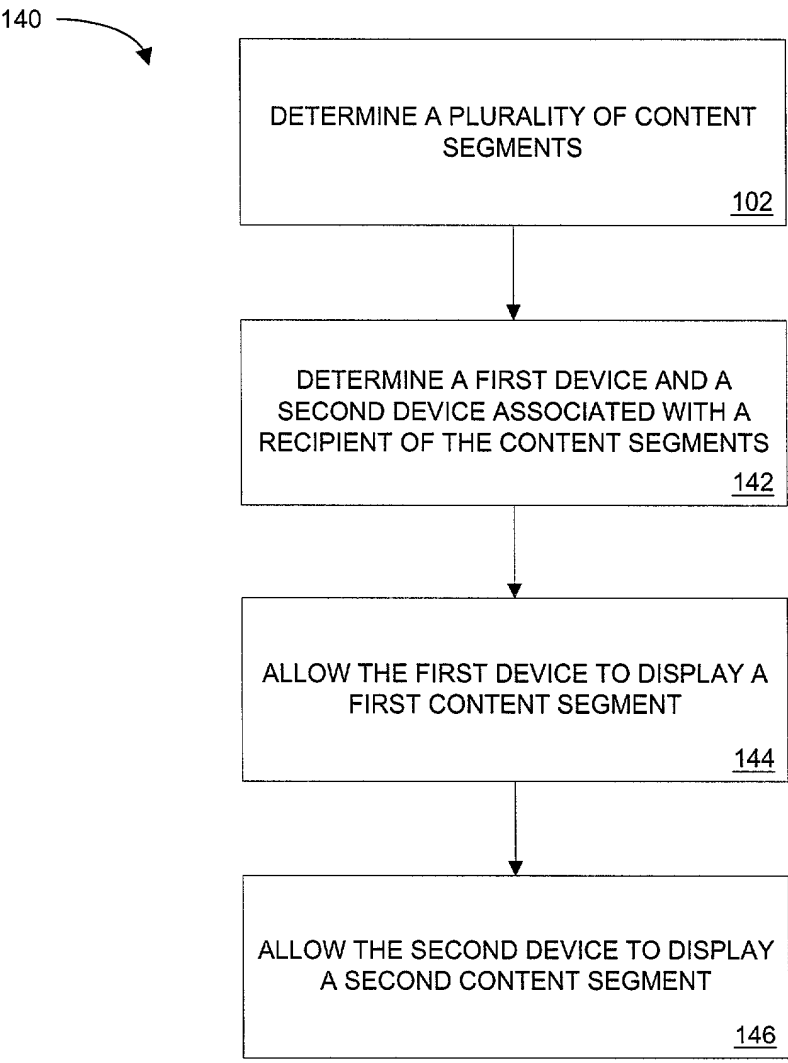 140
DETERMINE A PLURALITY OF CONTENT
SEGMENTS
102
DETERMINE A FIRST DEVICE AND A
SECOND DEVICE ASSOCIATED WITH A
RECIPIENT OF THE CONTENT SEGMENTS
142
ALLOW THE FIRST DEVICE TO DISPLAY A
FIRST CONTENT SEGMENT
144
ALLOW THE SECOND DEVICE TO DISPLAY
A SECOND CONTENT SEGMENT
146